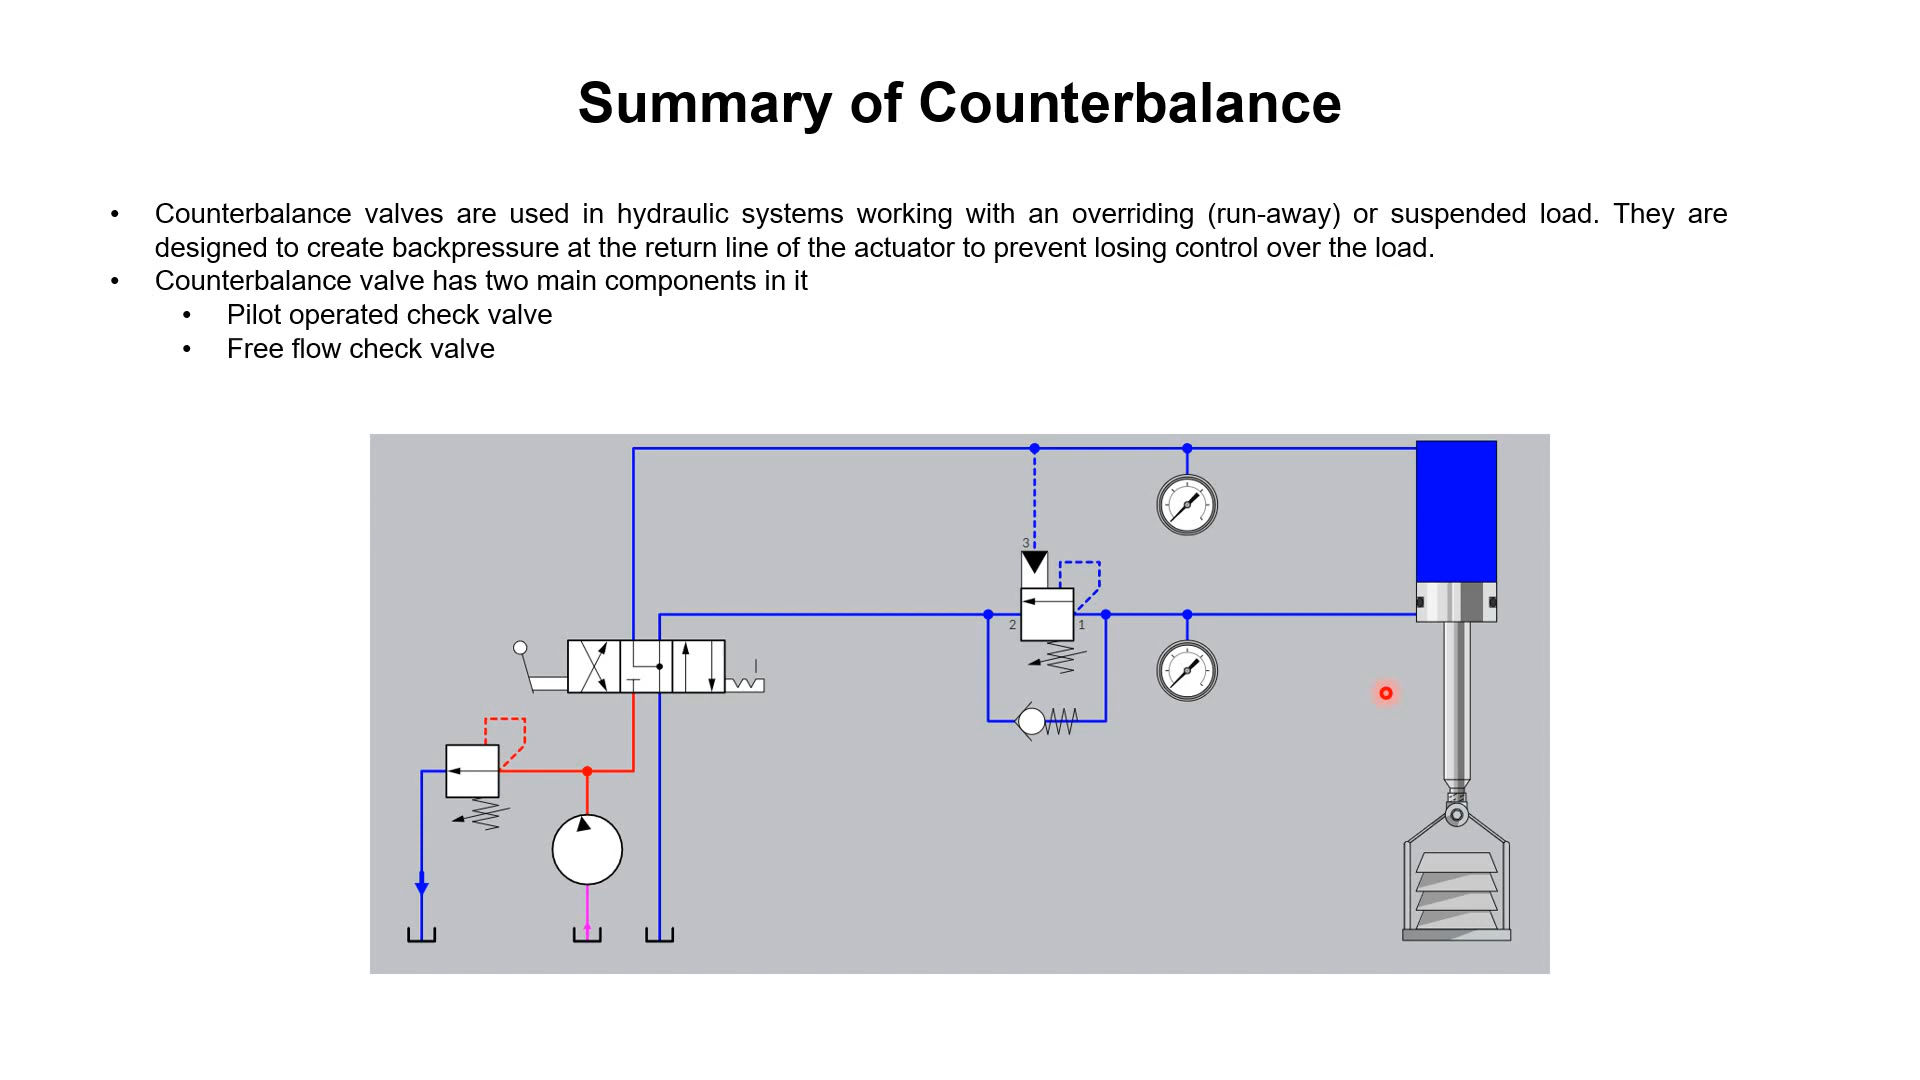 Summary of Counterbalance
• Counterbalance valves are used in hydraulic systems working with an overriding (run-away) or suspended load. They are
designed to create backpressure at the return line of the actuator to prevent losing control over the load.
• Counterbalance valve has two main components in it
• Pilot operated check valve
• Free flow check valve
3
2
1